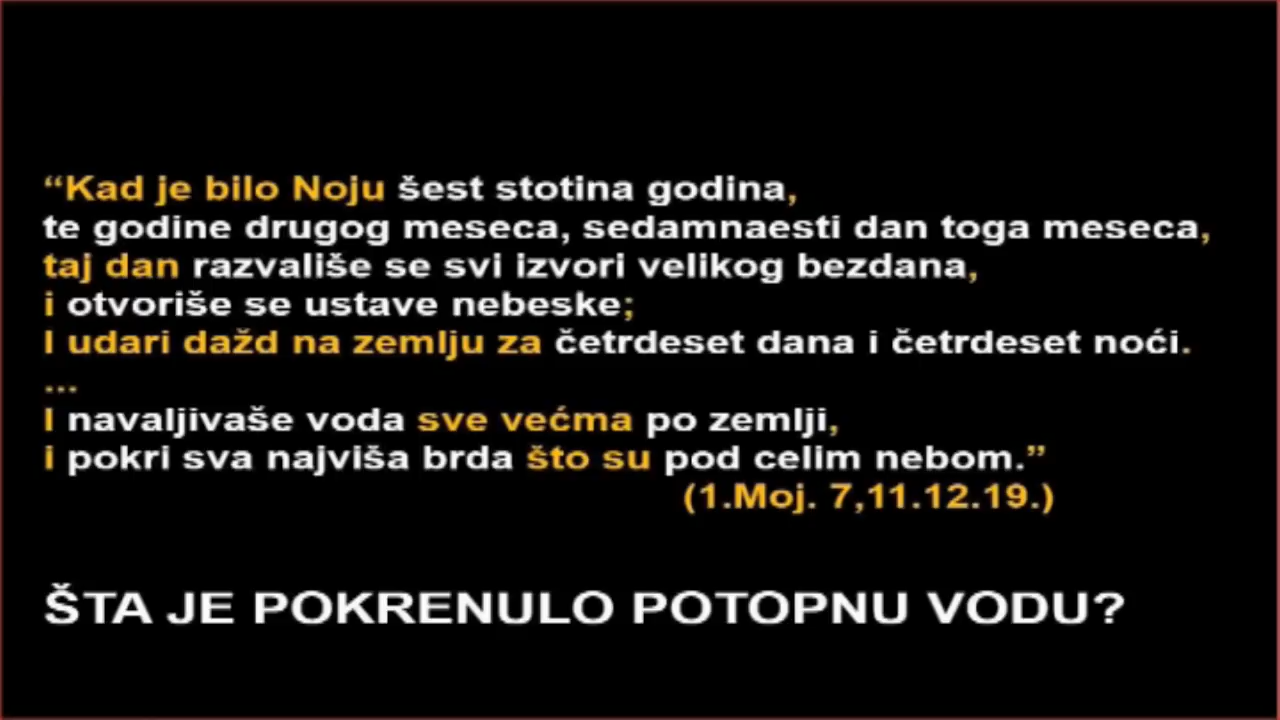 “Kad je bilo Noju šest stotina godina,
te godine drugog meseca, sedamnaesti dan toga meseca,
taj dan razvališe se svi izvori velikog bezdana,
i otvoriše se ustave nebeske;
I udari dažd na zemlju za četrdeset dana i četrdeset noći.
...
I navaljivaše voda sve većma po zemlji,
i pokri sva najviša brda što su pod celim nebom.”
(1.Moj. 7,11.12.19.)
ŠTA JE POKRENULO POTOPNU VODU?